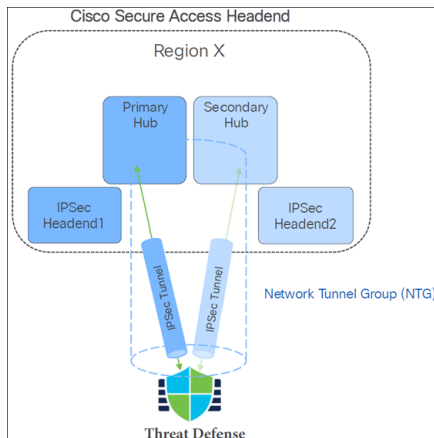 Cisco Secure Access Headend
Region X
Primary
Hub
Secondary
Hub
IPSec
Headend1
IPSec
Headend2
IPSec Tunnel
IPSec Tunnel
Network Tunnel Group (NTG)
Threat Defense